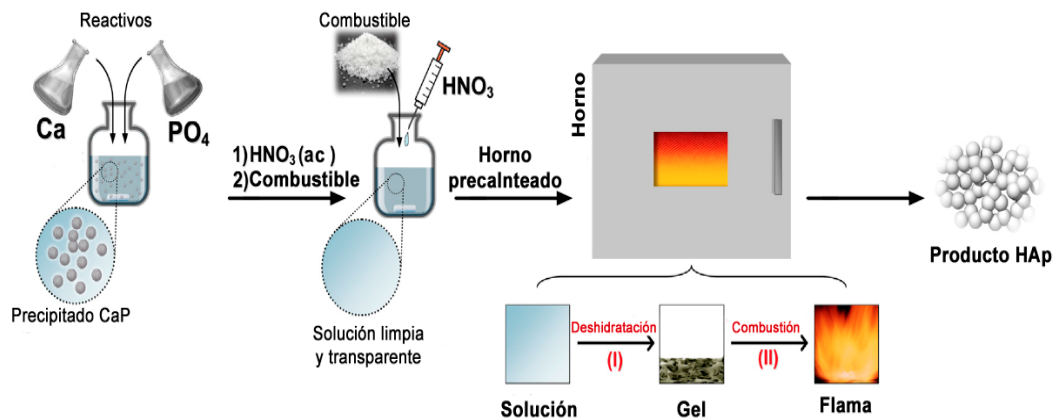 Reactivos
Ca
PO4
Precipitado CaP
1)HNO3(ac )
2)Combustible
Combustible
HNO3
Solución limpia
y transparente
Horno
precalnteado
Horno
Deshidratación
(I)
Combustión
(II)
Solución
Gel
Flama
Producto HAp